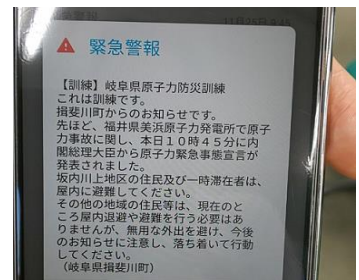 緊急警報
【訓練】岐阜県原子力防災訓練
これは訓練です。
揖斐川町からのお知らせです。
先ほど、福井県美浜原子力発電所で原子
力事故に関し、本日10時45分に内
閣総理大臣から原子力緊急事態宣言が
発表されました。
坂内川上地区の住民及び一時滞在者は、
屋内に避難してください。
その他の地域の住民等は、現在のと
ころ屋内退避や避難を行う必要はあ
りませんが、無用な外出を避け、今後
のお知らせに注意し、落ち着いて行動
してください。
(岐阜県揖斐川町)